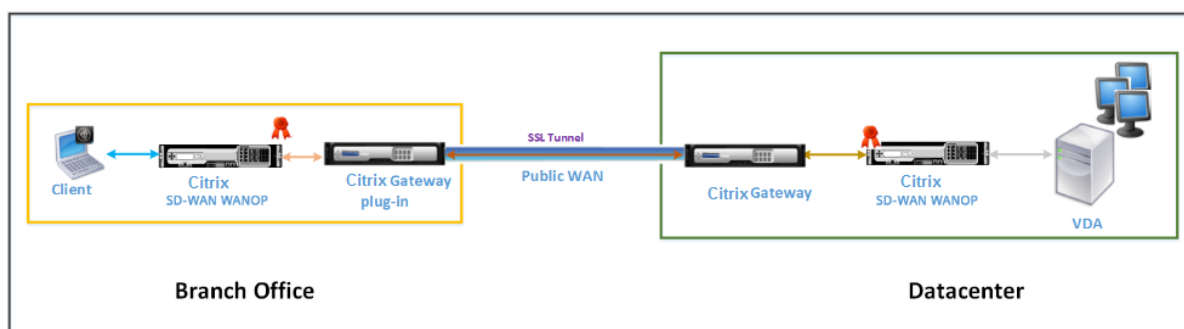 SSL Tunnel
Public WAN
Client
Citrix
SD-WAN WANOP
Citrix Gateway
plug-in
Citrix Gateway
Citrix
SD-WAN WANOP
VDA
Branch Office
Datacenter